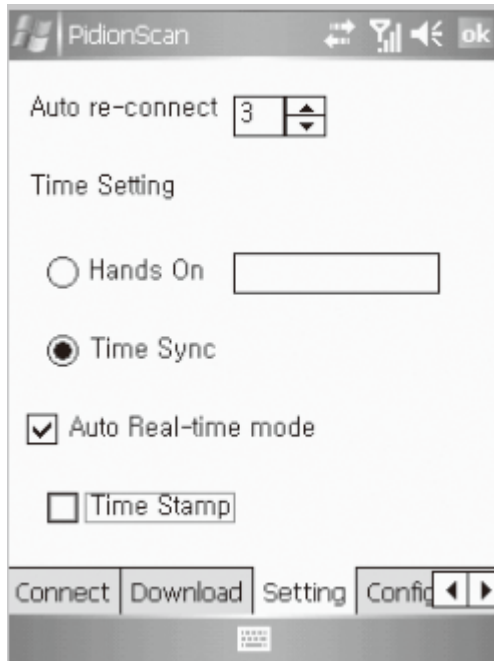 PidionScan ok
Auto re-connect 3
Time Setting
Hands On
Time Sync
Auto Real-time mode
Time Stamp
Connect Download Setting Config